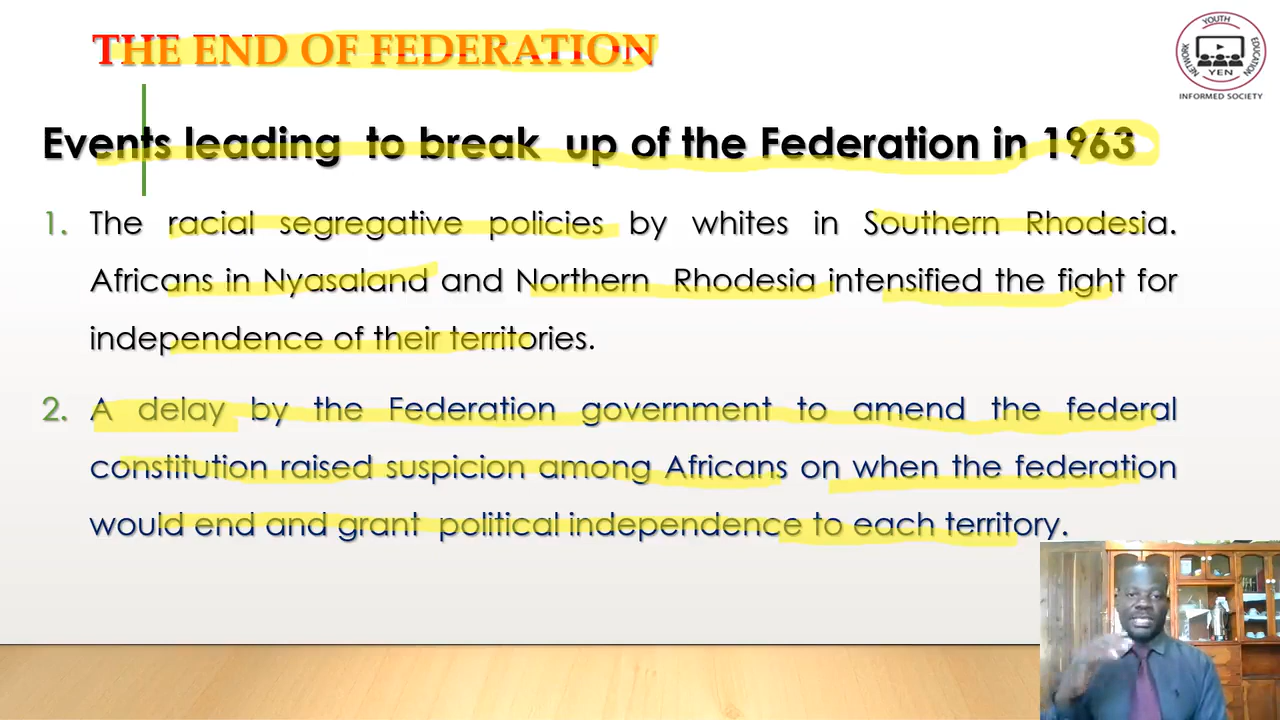 THE END OF FEDERATION
YOUTH
EDUCATION
NETWORK
YEN
INFORMED SOCIETY
Events leading to break up of the Federation in 1963
1. The racial segregative policies by whites in Southern Rhodesia.
Africans in Nyasaland and Northern Rhodesia intensified the fight for
independence of their territories.
2. A delay by the Federation government to amend the federal
constitution raised suspicion among Africans on when the federation
would end and grant political independence to each territory.